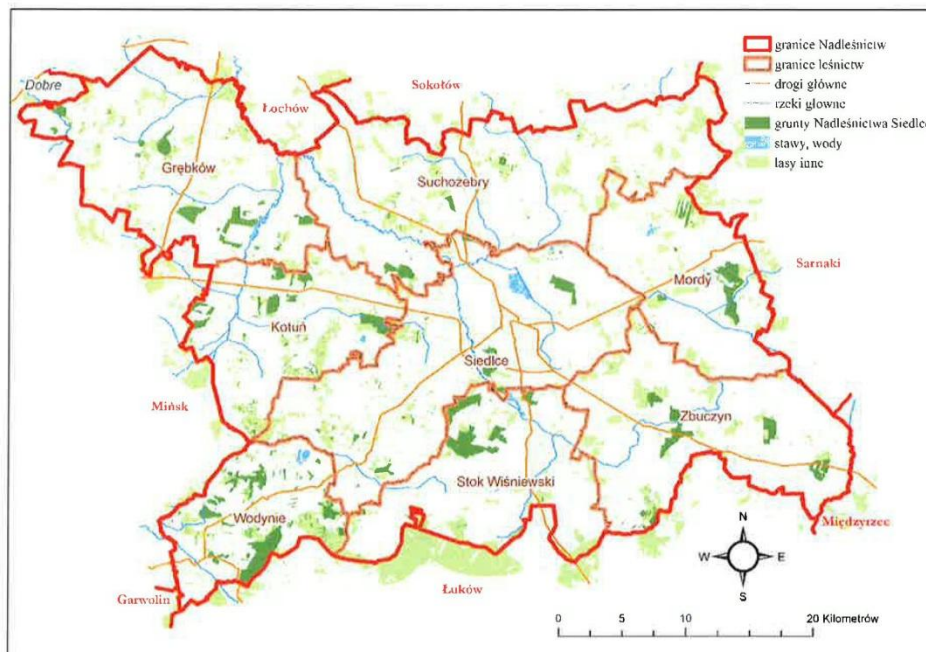 granice Nadleśnictw
granice leśnictw
drogi główne
rzeki głowne
grunty Nadleśnictwa Siedlce
stawy, wody
lasy inne
Dobre
Łochów
Sokołów
Grębków
Suchożebry
Sarnaki
Mordy
Kotuń
Siedlce
Mińsk
Zbuczyn
Stok Wiśniewski
Wodynie
Międzyrzec
Garwolin
Łuków
N
W E
S
0 5 10 20 Kilometrów